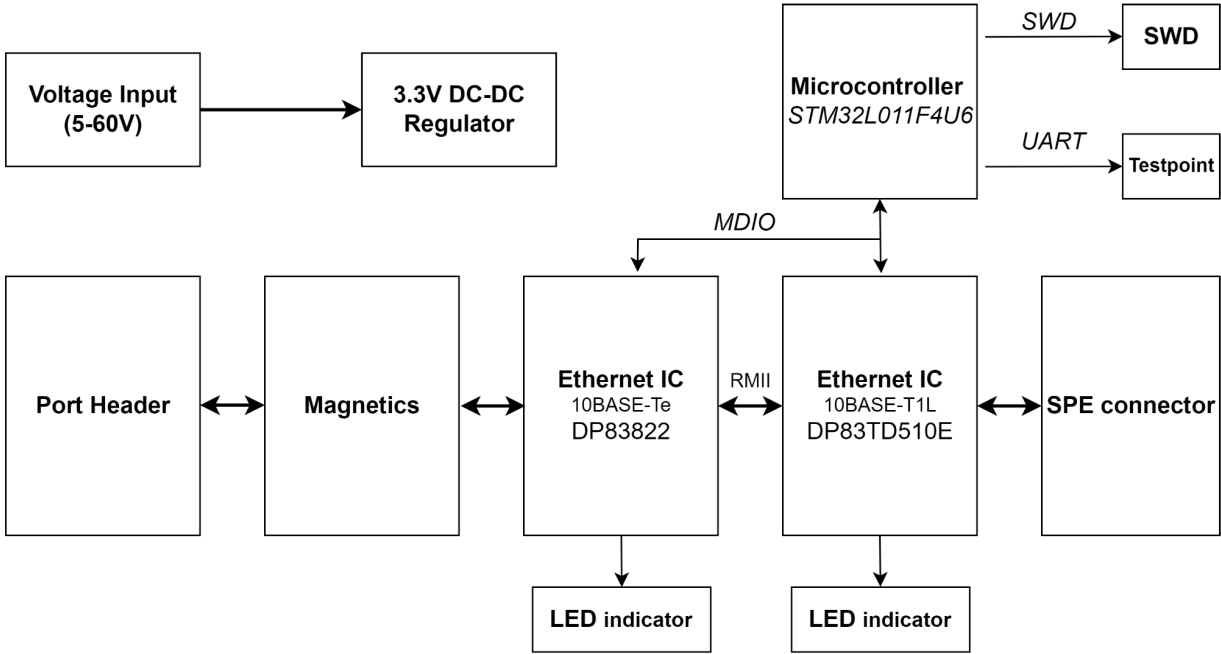 SWD
SWD
Voltage Input
(5-60V)
3.3V DC-DC
Regulator
Microcontroller
STM32L011F4U6
UART
Testpoint
MDIO
Port Header
Magnetics
Ethernet IC
10BASE-Te
DP83822
RMII
Ethernet IC
10BASE-T1L
DP83TD510E
SPE connector
LED indicator
LED indicator